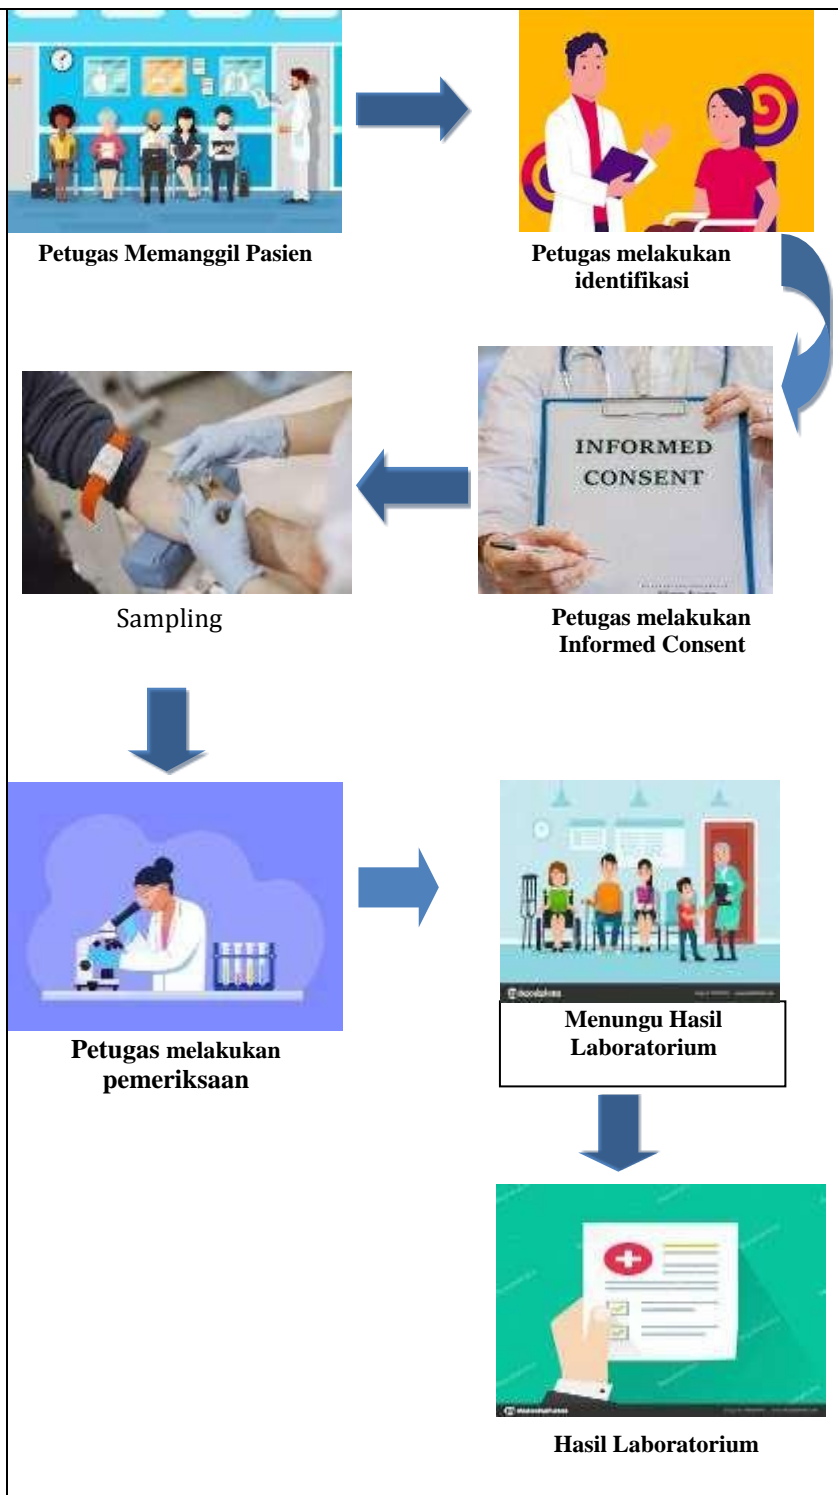 Petugas Memanggil Pasien
Petugas melakukan
identifikasi
INFORMED
CONSENT
Petugas melakukan
Informed Consent
Sampling
Petugas melakukan
pemeriksaan
Menungu Hasil
Laboratorium
Hasil Laboratorium